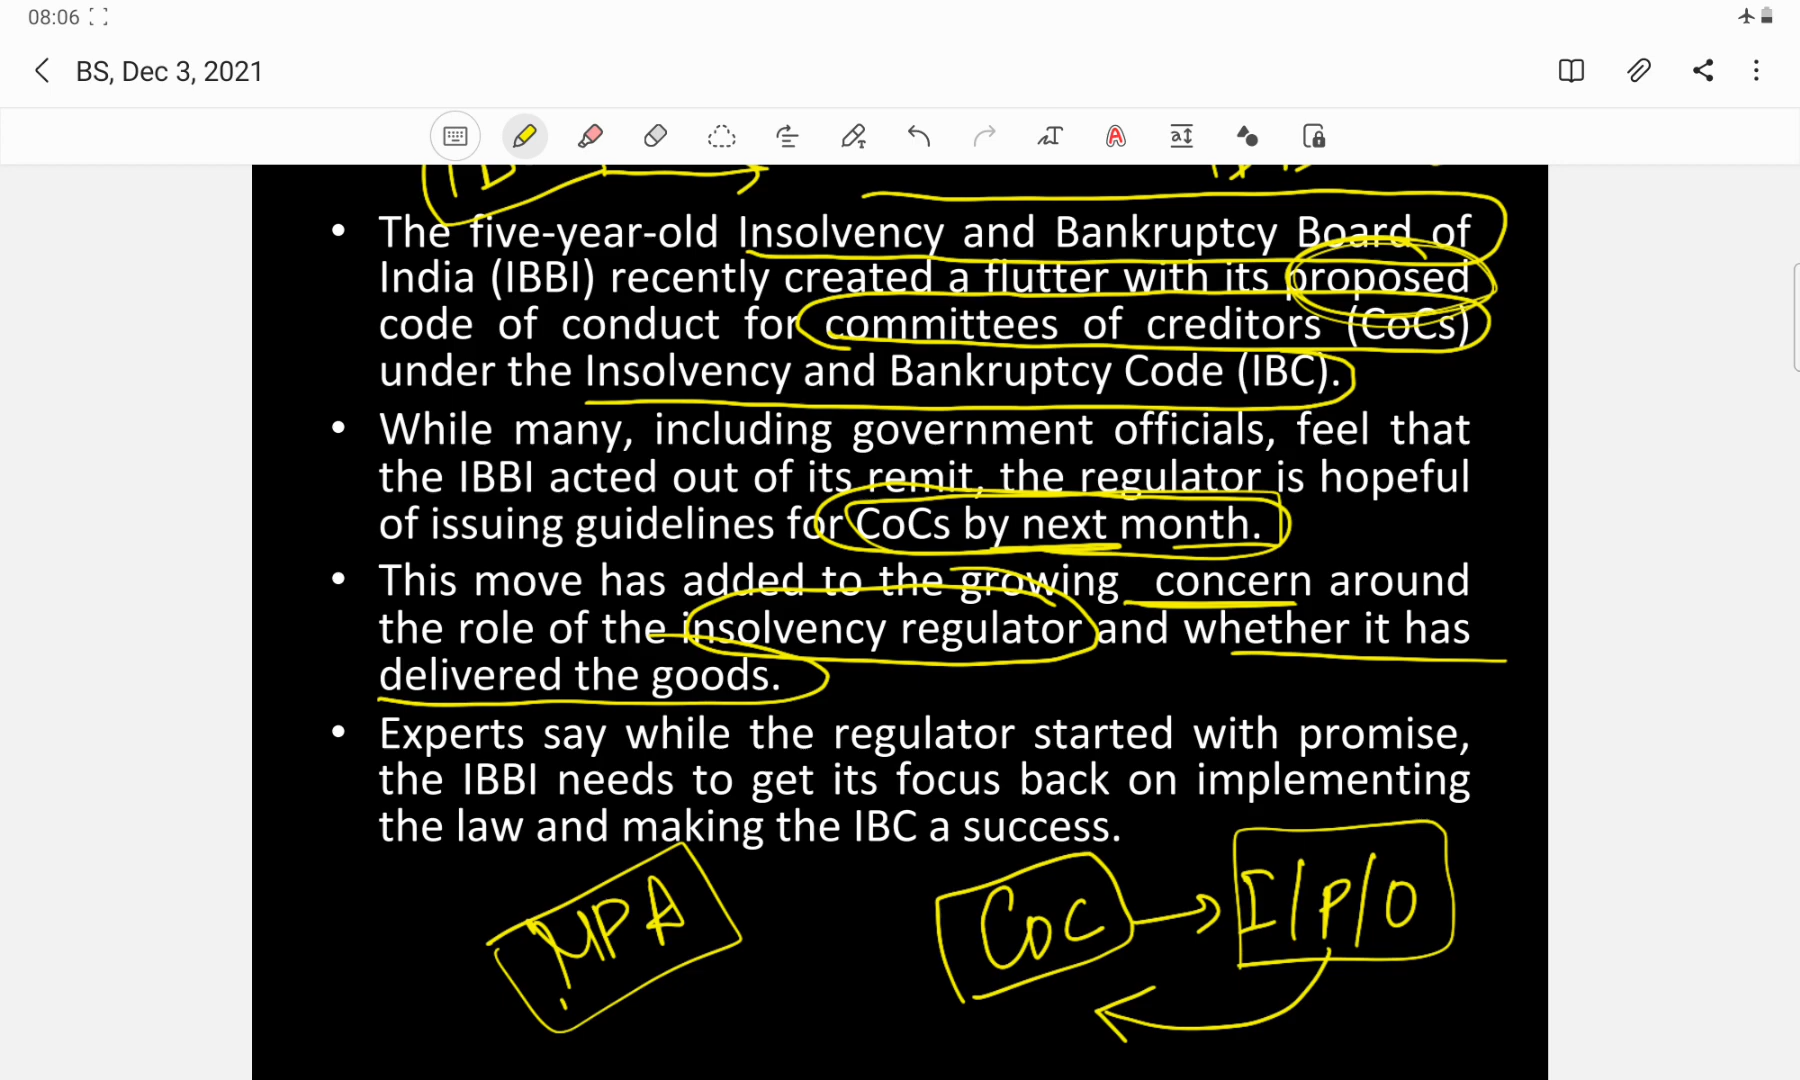 08:06
BS, Dec 3, 2021
• The five-year-old Insolvency and Bankruptcy Board of
India (IBBI) recently created a flutter with its proposed
code of conduct for committees of creditors (CoCs)
under the Insolvency and Bankruptcy Code (IBC).
• While many, including government officials, feel that
the IBBI acted out of its remit, the regulator is hopeful
of issuing guidelines for CoCs by next month.
• This move has added to the growing concern around
the role of the insolvency regulator and whether it has
delivered the goods.
• Experts say while the regulator started with promise,
the IBBI needs to get its focus back on implementing
the law and making the IBC a success.
CoC
I/P/O